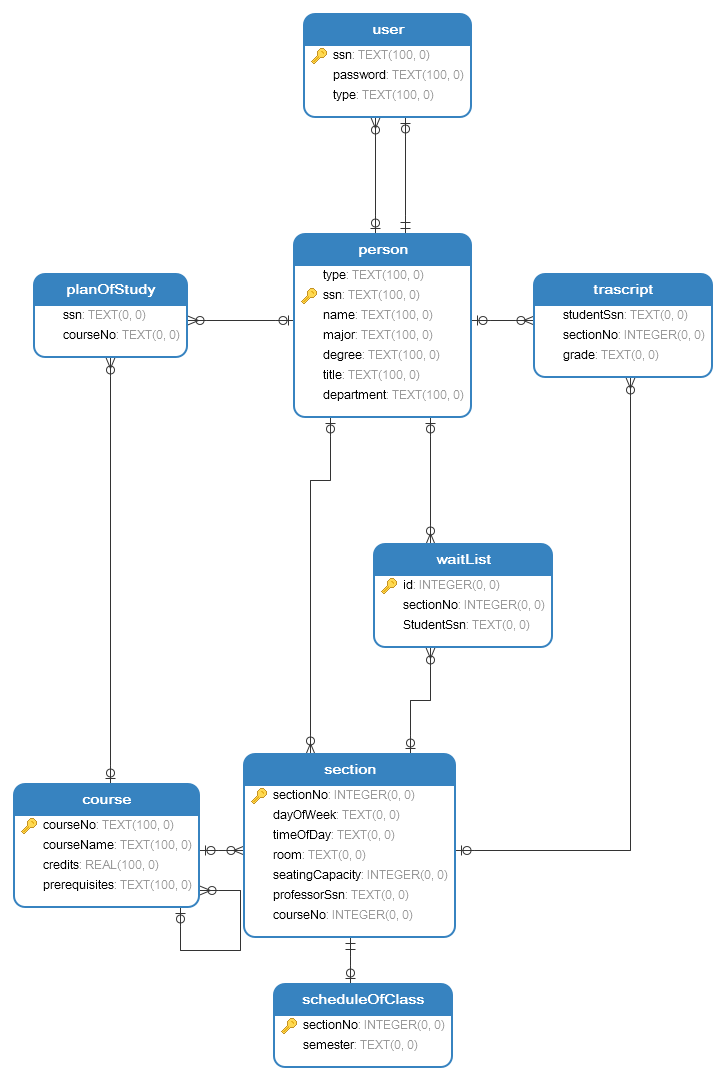 user
ssn: TEXT(100, 0)
password: TEXT(100, 0)
type: TEXT(100, 0)
person
type: TEXT(100, 0)
ssn: TEXT(100, 0)
name: TEXT(100, 0)
major: TEXT(100, 0)
degree: TEXT(100, 0)
title: TEXT(100, 0)
department: TEXT(100, 0)
planOfStudy
ssn: TEXT(0, 0)
courseNo: TEXT(0, 0)
trascript
studentSsn: TEXT(0, 0)
sectionNo: INTEGER(0, 0)
grade: TEXT(0, 0)
waitList
id: INTEGER(0, 0)
sectionNo: INTEGER(0, 0)
StudentSsn: TEXT(0, 0)
section
sectionNo: INTEGER(0, 0)
dayOfWeek: TEXT(0, 0)
timeOfDay: TEXT(0, 0)
room: TEXT(0, 0)
seatingCapacity: INTEGER(0, 0)
professorSsn: TEXT(0, 0)
courseNo: INTEGER(0, 0)
course
courseNo: TEXT(100, 0)
courseName: TEXT(100, 0)
credits: REAL(100, 0)
prerequisites: TEXT(100, 0)
scheduleOfClass
sectionNo: INTEGER(0, 0)
semester: TEXT(0, 0)